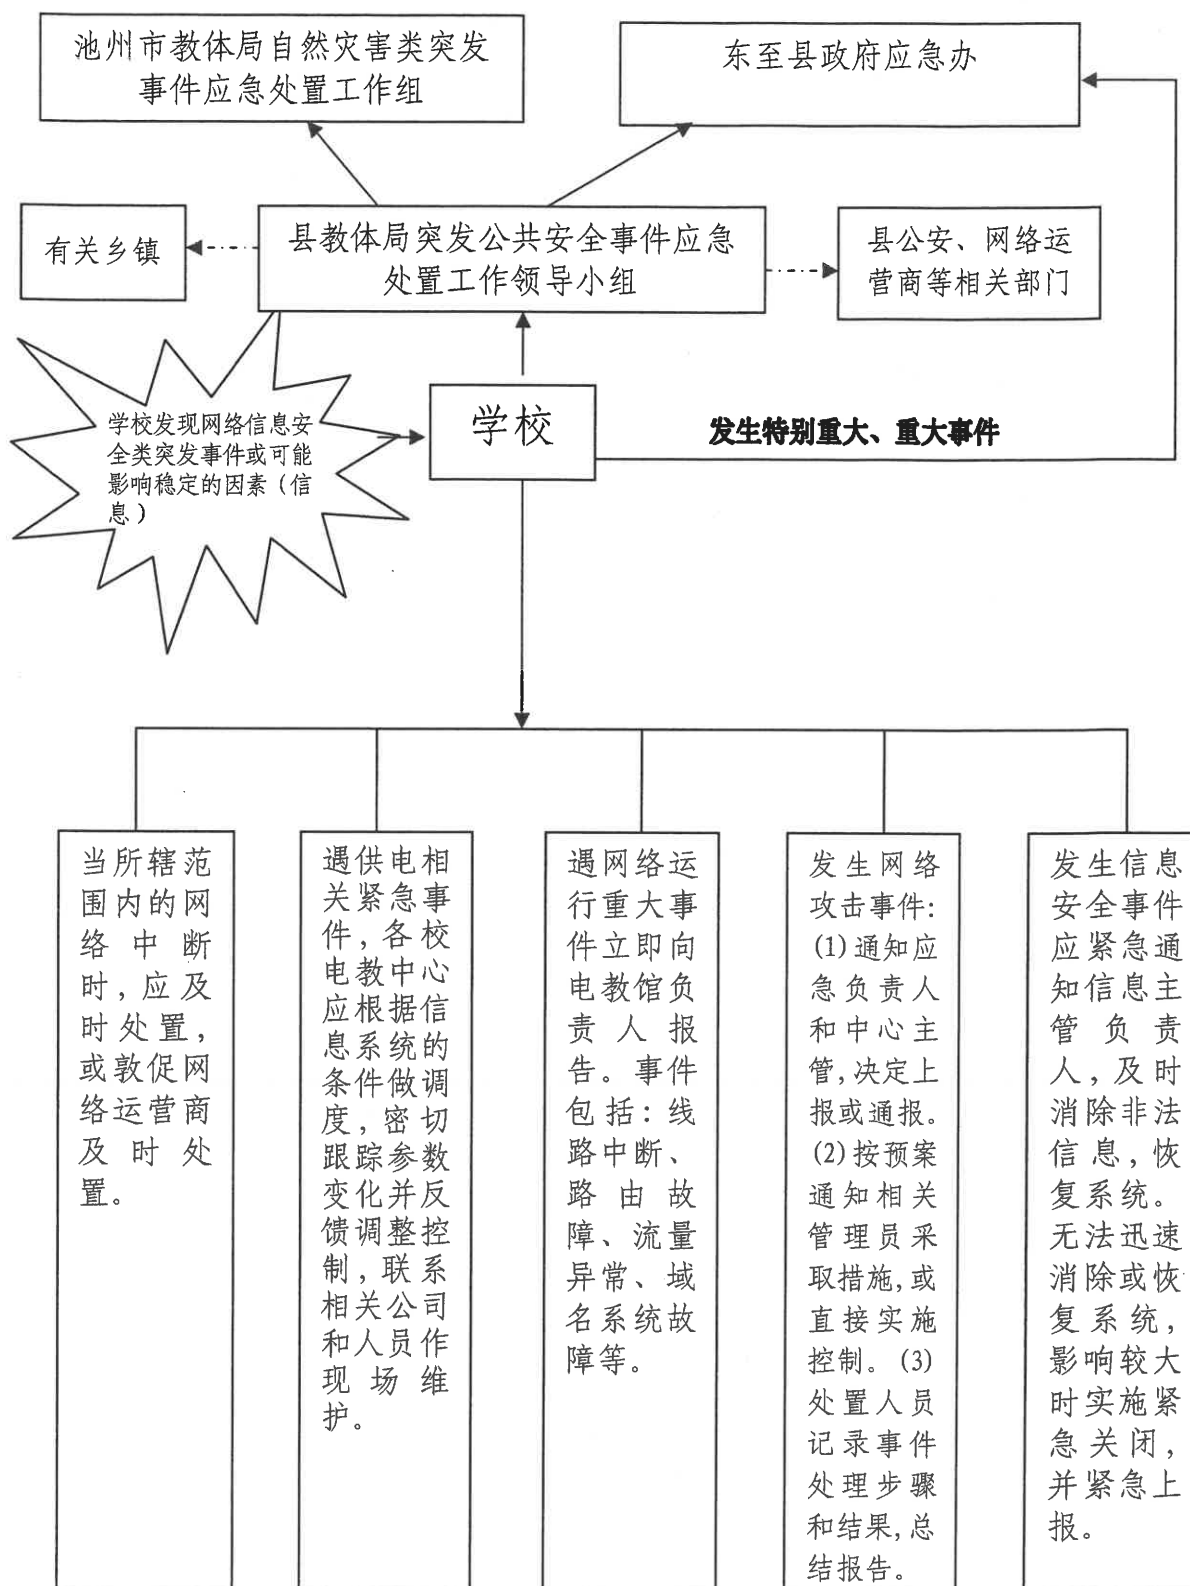 池州市教体局自然灾害类突发
事件应急处置工作组
东至县政府应急办
有关乡镇
县教体局突发公共安全事件应急
处置工作领导小组
县公安、网络运
营商等相关部门
学校发现网络信息安
全类突发事件或可能
影响稳定的因素（信
息）
学校
发生特别重大、重大事件
当所辖范
围内的网
络中断
时,应及
时处置,
或敦促网
络运营商
及时处
置。
遇供电相
关紧急事
件,各校
电教中心
应根据信
息系统的
条件做调
度,密切
跟踪参数
变化并反
馈调整控
制,联系
相关公司
和人员作
现场维
护。
遇网络运
行重大事
件立即向
电教馆负
责人报
告。事件
包括:线
路中断、
路由故
障、流量
异常、域
名系统故
障等。
发生网络
攻击事件:
(1)通知应
急负责人
和中心主
管,决定上
报或通报。
(2)按预案
通知相关
管理员采
取措施,或
直接实施
控制。(3)
处置人员
记录事件
处理步骤
和结果,总
结报告。
发生信息
安全事件
应紧急通
知信息主
管负责
人,及时
消除非法
信息,恢
复系统。
无法迅速
消除或恢
复系统,
影响较大
时实施紧
急关闭,
并紧急上
报。